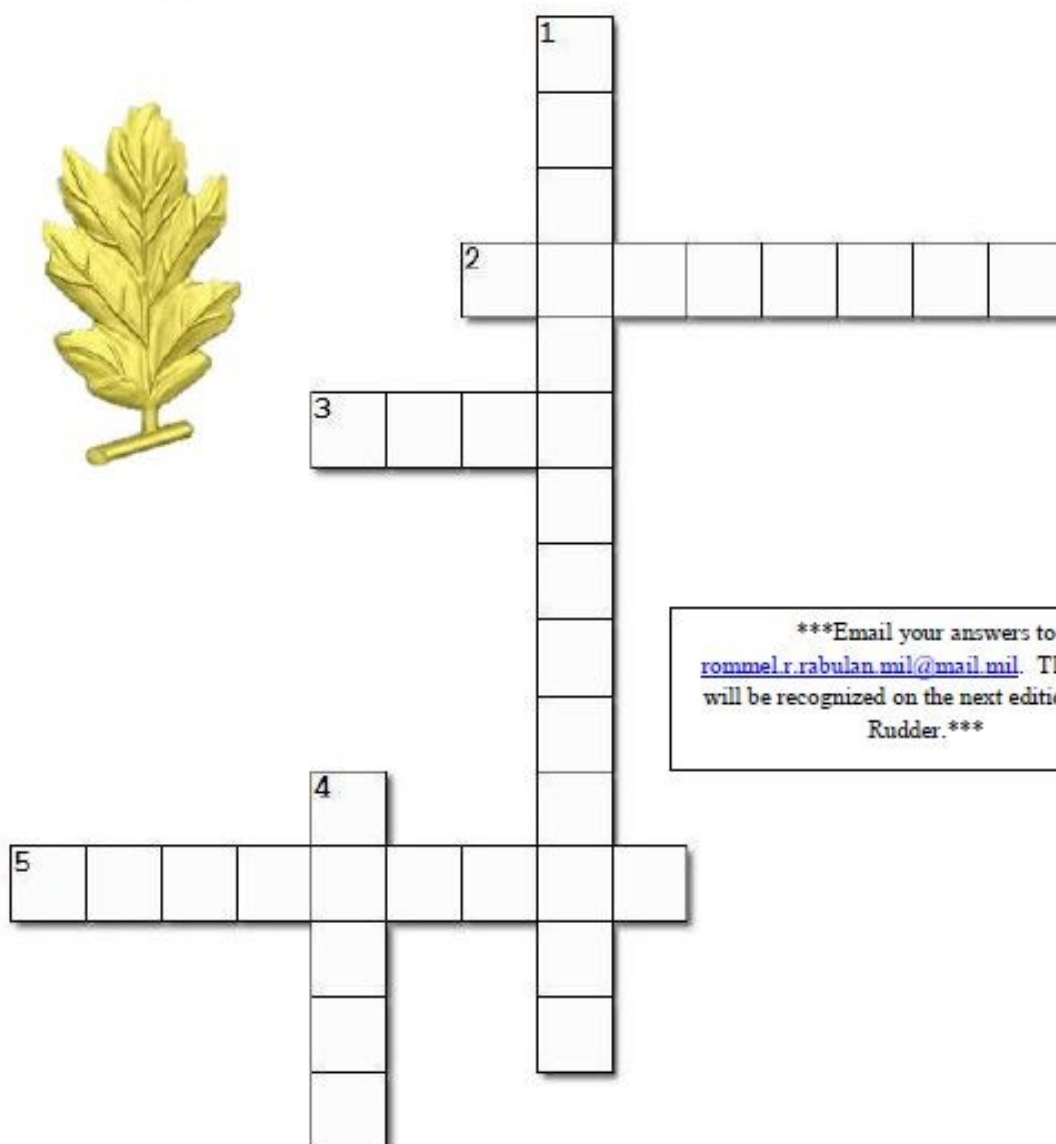 1
2
3
***Email your answers to
rommel.r.rabulan.mil@mail.mil.
will be recognized on the next
Rudder.***
4
5